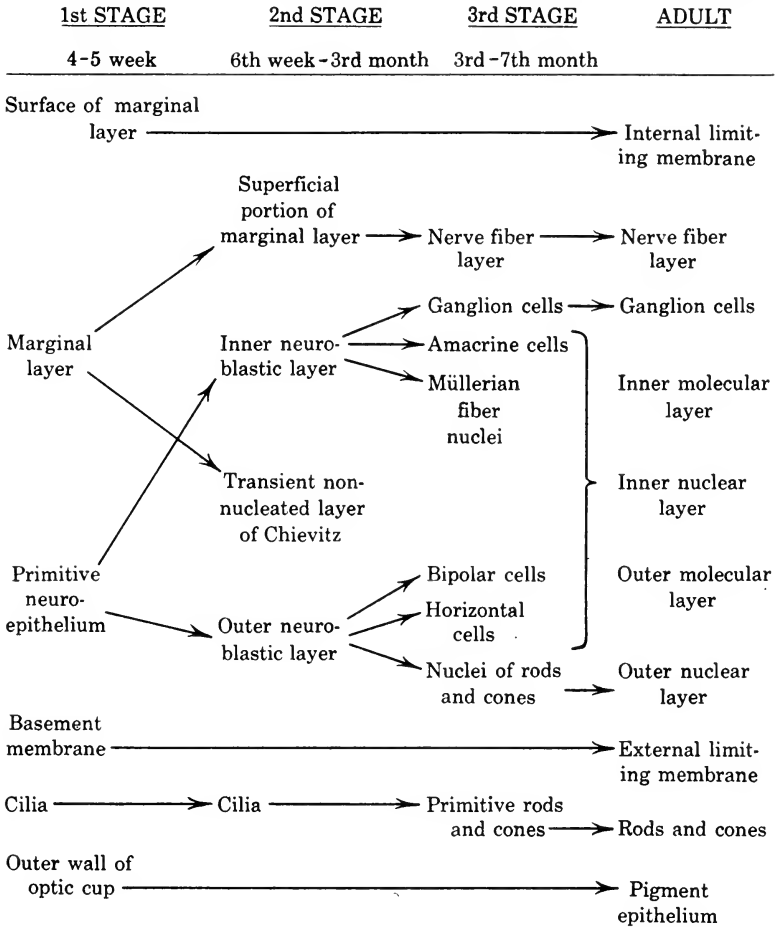 1st STAGE 2nd STAGE 3rd STAGE ADULT
4-5 week 6th week-3rd month 3rd-7th month
Surface of marginal
layer
Internal limit-
ing membrane
Superficial
portion of
marginal layer
Nerve fiber
layer
Nerve fiber
layer
Ganglion cells
Ganglion cells
Marginal
layer
Inner neuro-
blastic layer
Amacrine cells
Müllerian
fiber
nuclei
Inner molecular
layer
Transient non-
nucleated layer
of Chievitz
Inner nuclear
layer
Primitive
neuro-
epithelium
Bipolar cells
Outer molecular
layer
Outer neuro-
blastic layer
Horizontal
cells
Nuclei of rods
and cones
Outer nuclear
layer
Basement
membrane
External limit-
ing membrane
Cilia
Cilia
Primitive rods
and cones
Rods and cones
Outer wall of
optic cup
Pigment
epithelium